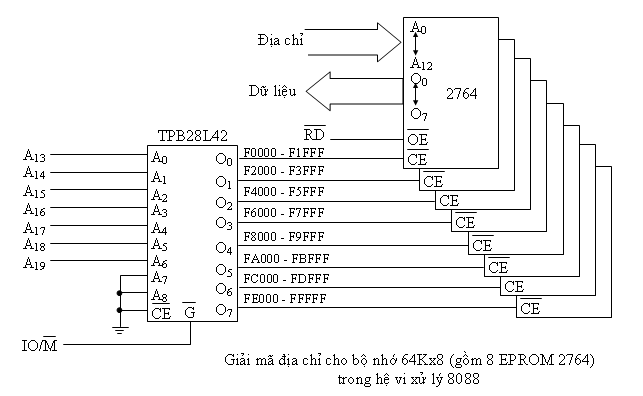 Địa chỉ
A0
A12
Dữ liệu
O0
2764
O7
TPB28L42
RD
OE
A13 A0 O0 F0000 - F1FFF CE
A14 A1 O1 F2000 - F3FFF CE
A15 A2 O2 F4000 - F5FFF CE
A16 A3 O3 F6000 - F7FFF CE
A17 A4 O4 F8000 - F9FFF CE
A18 A5 O5 FA000 - FBFFF CE
A19 A6 O6 FC000 - FDFFF CE
A7 O7 FE000 - FFFFF CE
A8
CE G
IO/M
Giải mã địa chỉ cho bộ nhớ 64Kx8 (gồm 8 EPROM 2764)
trong hệ vi xử lý 8088